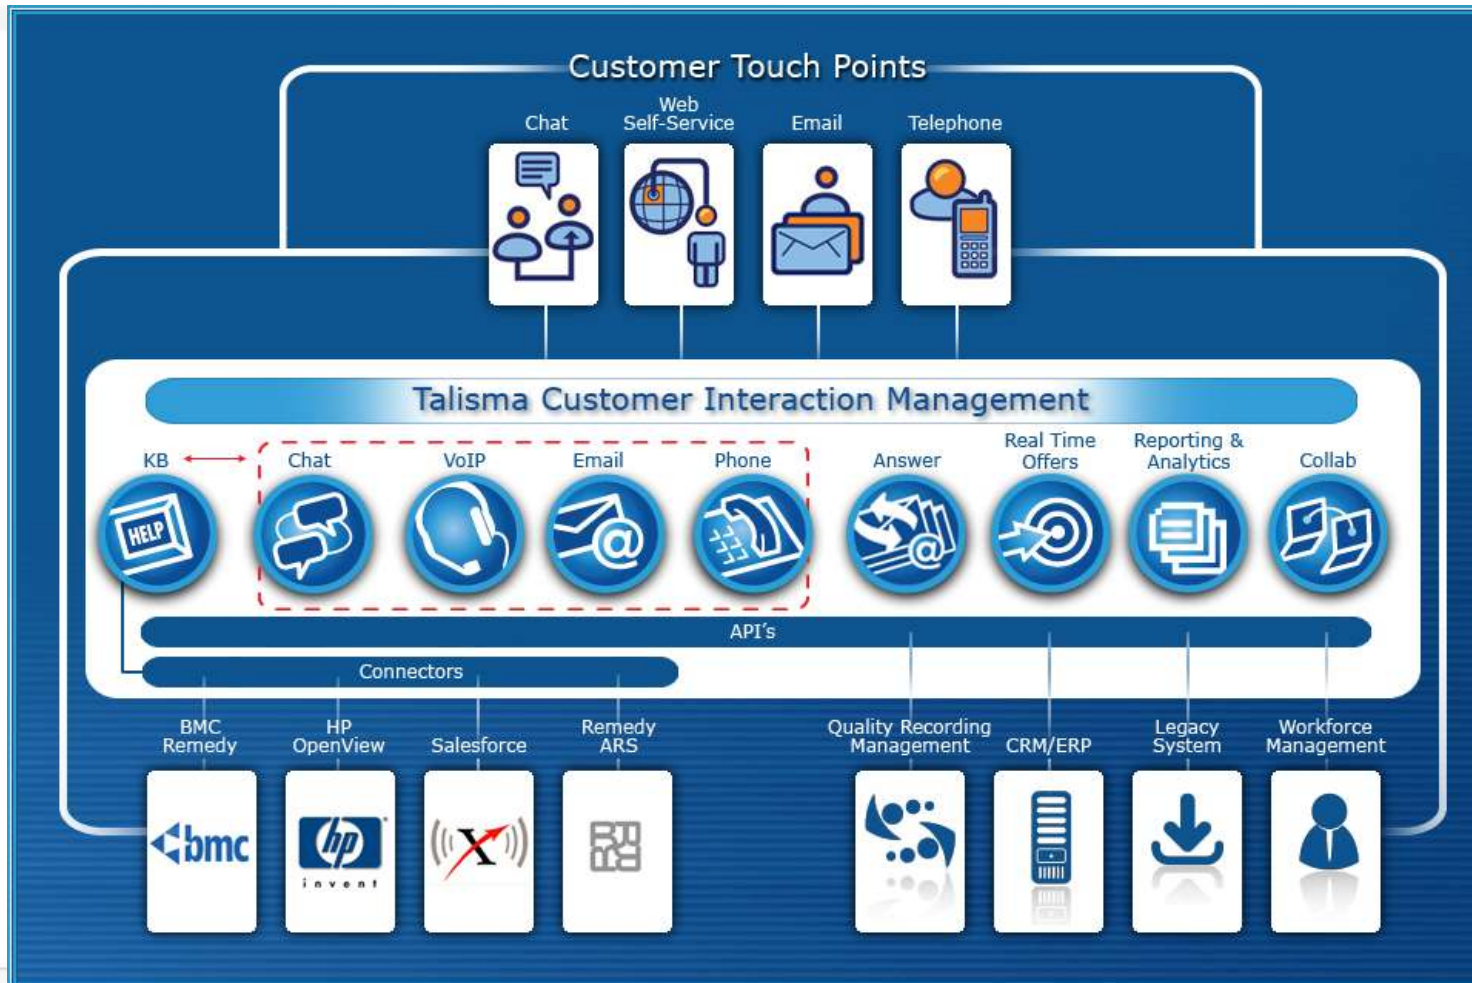 Customer Touch Points
Chat
Web
Self-Service
Email
Telephone
Talisma Customer Interaction Management
KB
Chat
VoIP
Email
Phone
Answer
Real Time
Offers
Reporting &
Analytics
Collab
HELP
@
@
API's
Connectors
BMC
Remedy
HP
OpenView
Salesforce
Remedy
ARS
Quality Recording
Management
CRM/ERP
Legacy
System
Workforce
Management
bmc
hp
invent
X